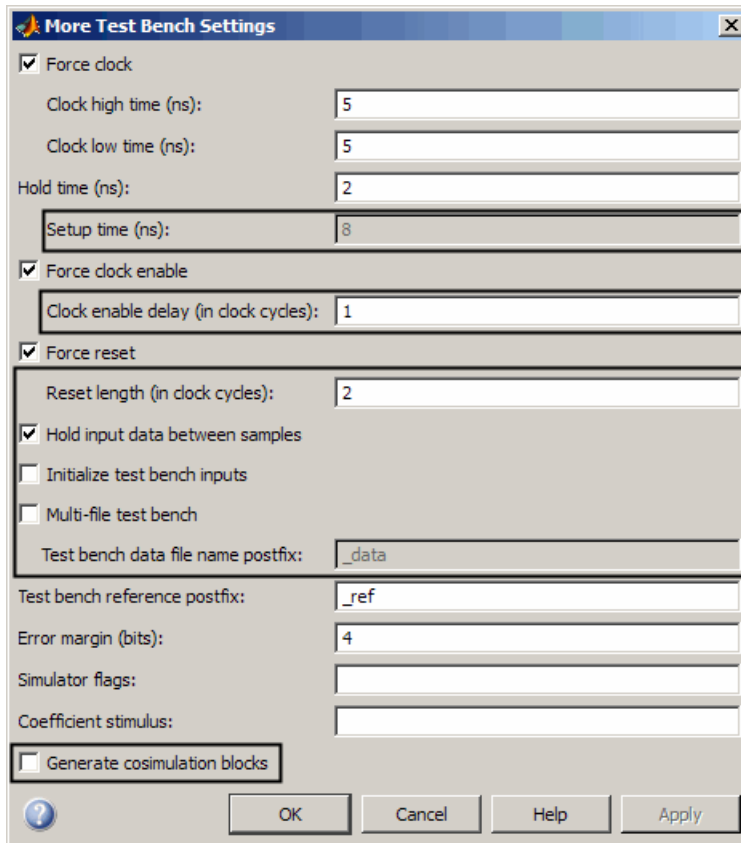 More Test Bench Settings
Force clock
Clock high time (ns): 5
Clock low time (ns): 5
Hold time (ns): 2
Setup time (ns): 8
Force clock enable
Clock enable delay (in clock cycles): 1
Force reset
Reset length (in clock cycles): 2
Hold input data between samples
Initialize test bench inputs
Multi-file test bench
Test bench data file name postfix: _data
Test bench reference postfix: _ref
Error margin (bits): 4
Simulator flags:
Coefficient stimulus:
Generate cosimulation blocks
OK Cancel Help Apply